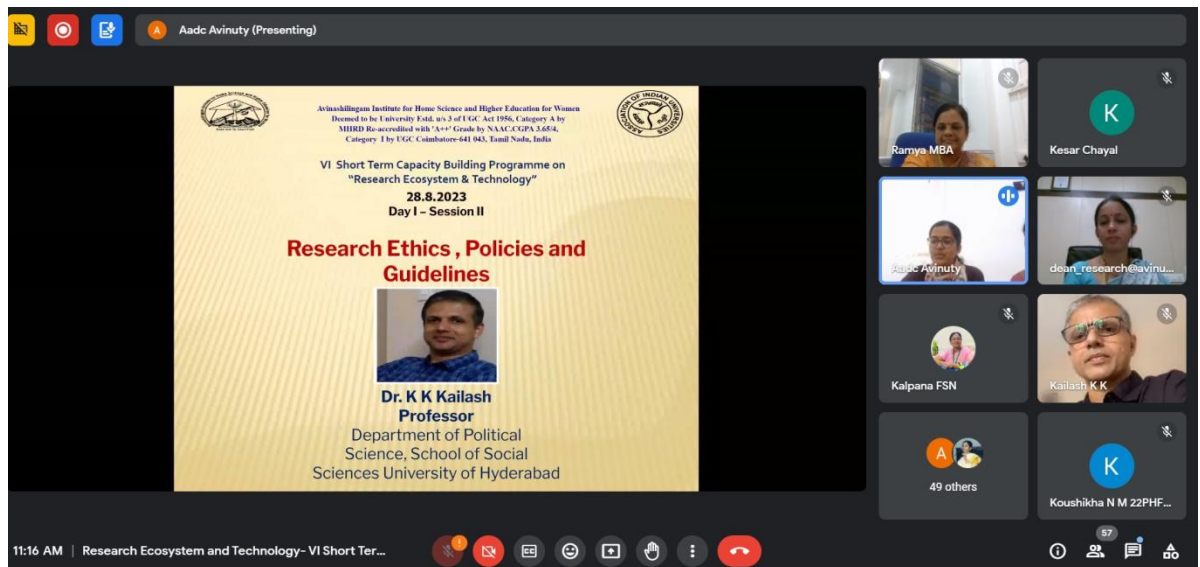 A
Aadc Avinuty (Presenting)
Avinashilingam Institute for Home Science and Higher Education for Women
Deemed to be University Estd. u/s 3 of UGC Act 1956, Category A by
MHRD Re-accredited with 'A++' Grade by NAAC.CGPA 3.65/4,
Category I by UGC Coimbatore-641 043, Tamil Nadu, India
ASSOCIATION OF INDIAN UNIVERSITIES
VI Short Term Capacity Building Programme on
"Research Ecosystem & Technology"
28.8.2023
Day I – Session II
Research Ethics , Policies and
Guidelines
Dr. K K Kailash
Professor
Department of Political
Science, School of Social
Sciences University of Hyderabad
Ramya MBA
K
Kesar Chayal
Aadc Avinuty
dean_research@avinu...
Kalpana FSN
Kailash K K
A
49 others
K
Koushikha N M 22PHF...
11:16 AM | Research Ecosystem and Technology- VI Short Ter...
CC
57